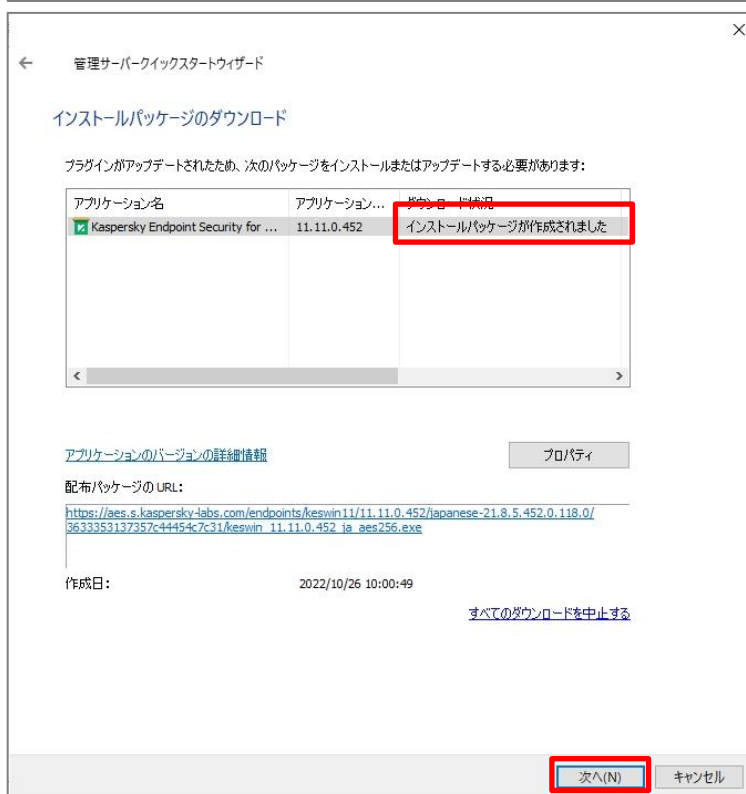 管理サーバークイックスタートウィザード
インストールパッケージのダウンロード
プラグインがアップデートされたため、次のパッケージをインストールまたはアップデートする必要があります:
アプリケーション名 アプリケーション... ダウンロード状況
Kaspersky Endpoint Security for ... 11.11.0.452 インストールパッケージが作成されました
アプリケーションのバージョンの詳細情報 プロパティ
配布パッケージの URL:
https://aes.s.kaspersky-labs.com/endpoints/keswin11/11.11.0.452/japanese-21.8.5.452.0.118.0/
3633353137357c44454c7c31/keswin_11.11.0.452_ja_aes256.exe
作成日: 2022/10/26 10:00:49
すべてのダウンロードを中止する
次へ(N) キャンセル